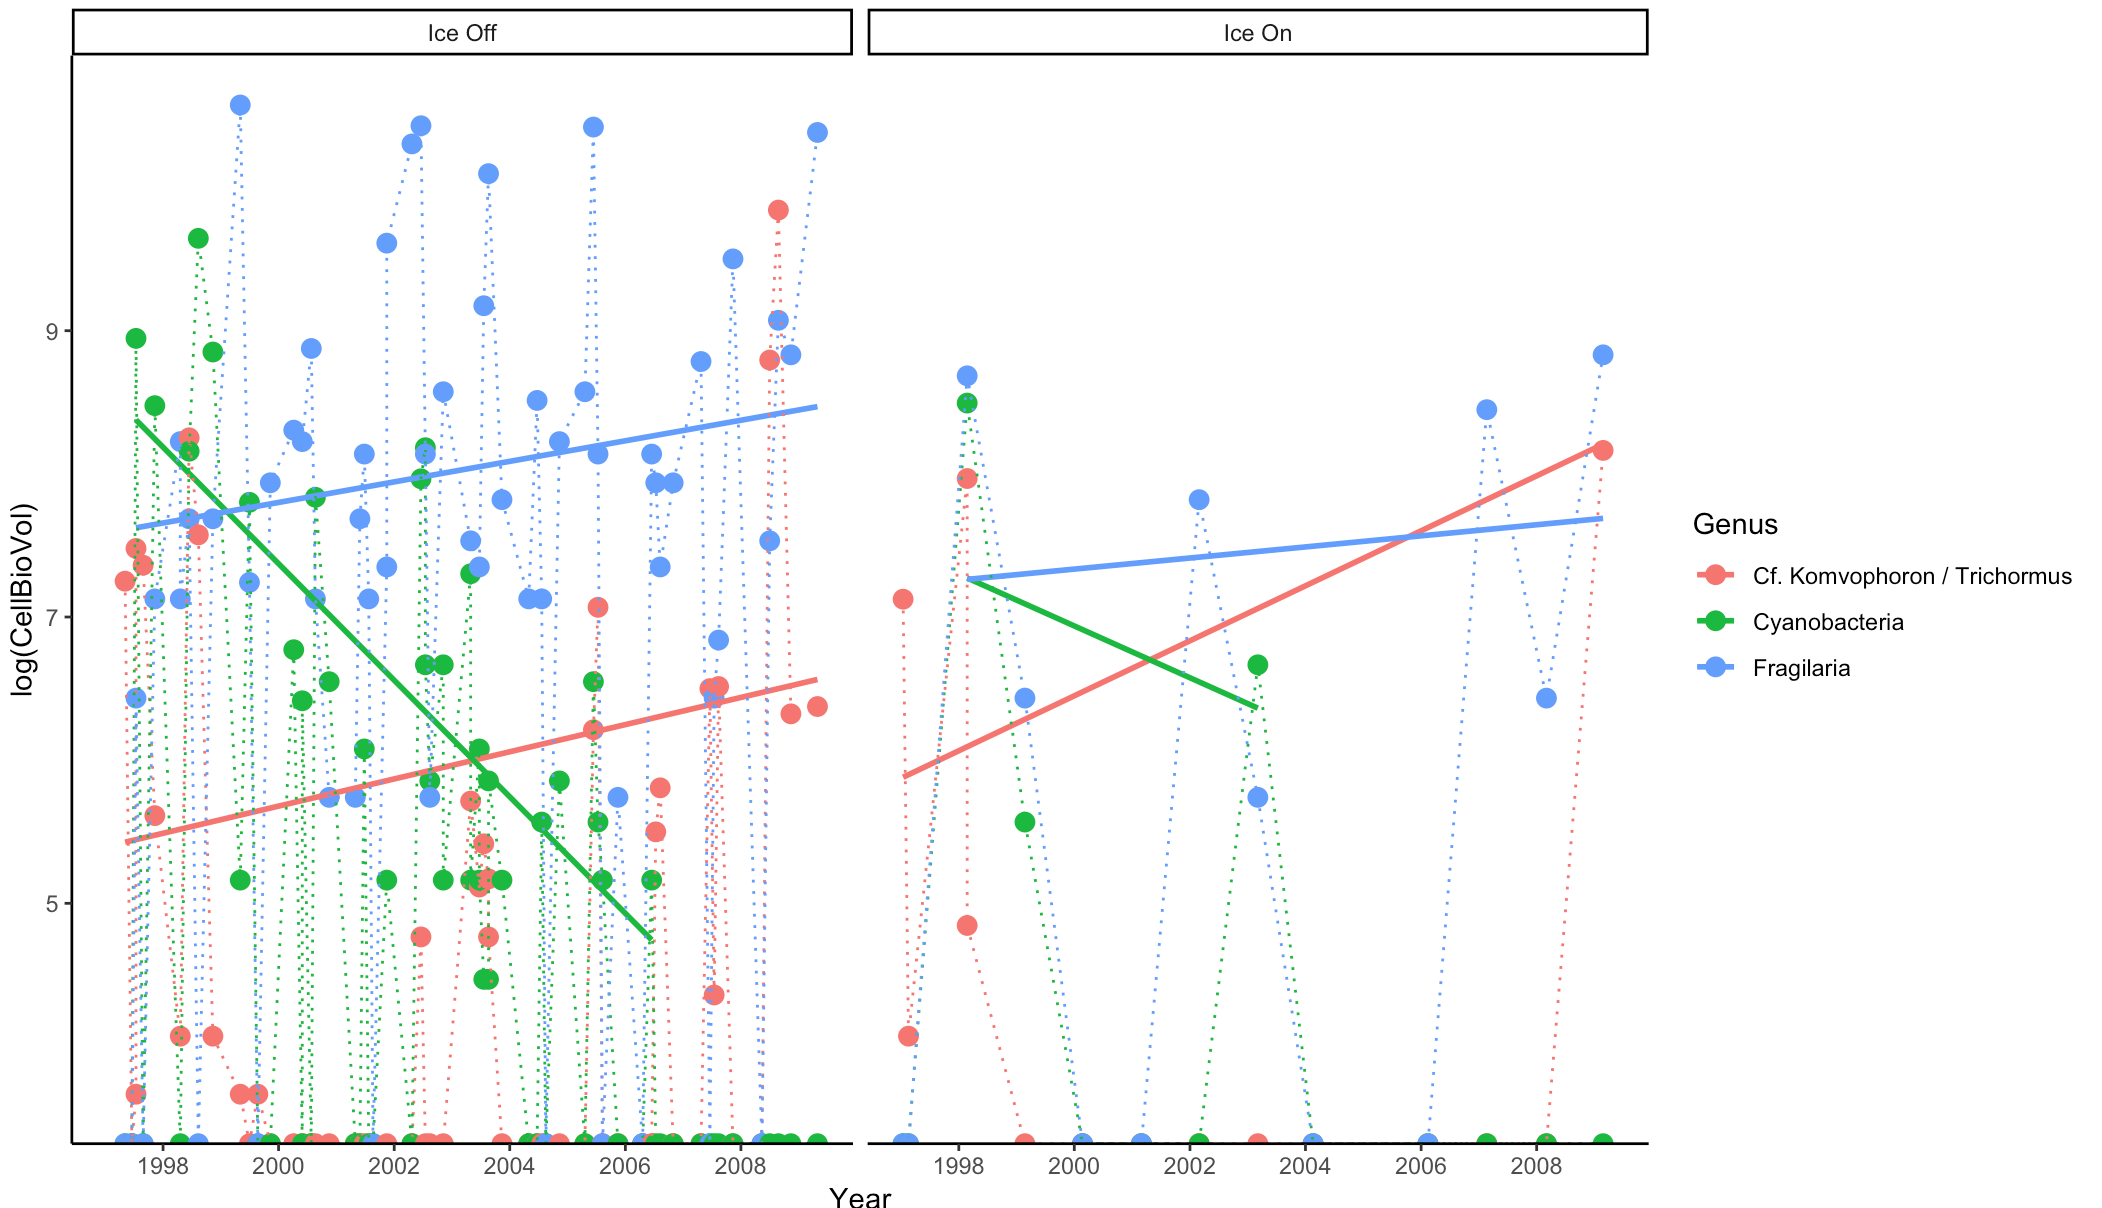 Ice Off
Ice On
log(CellBioVol)
9
7
5
1998 2000 2002 2004 2006 2008
1998 2000 2002 2004 2006 2008
Year
Genus
Cf. Komvophoron / Trichormus
Cyanobacteria
Fragilaria